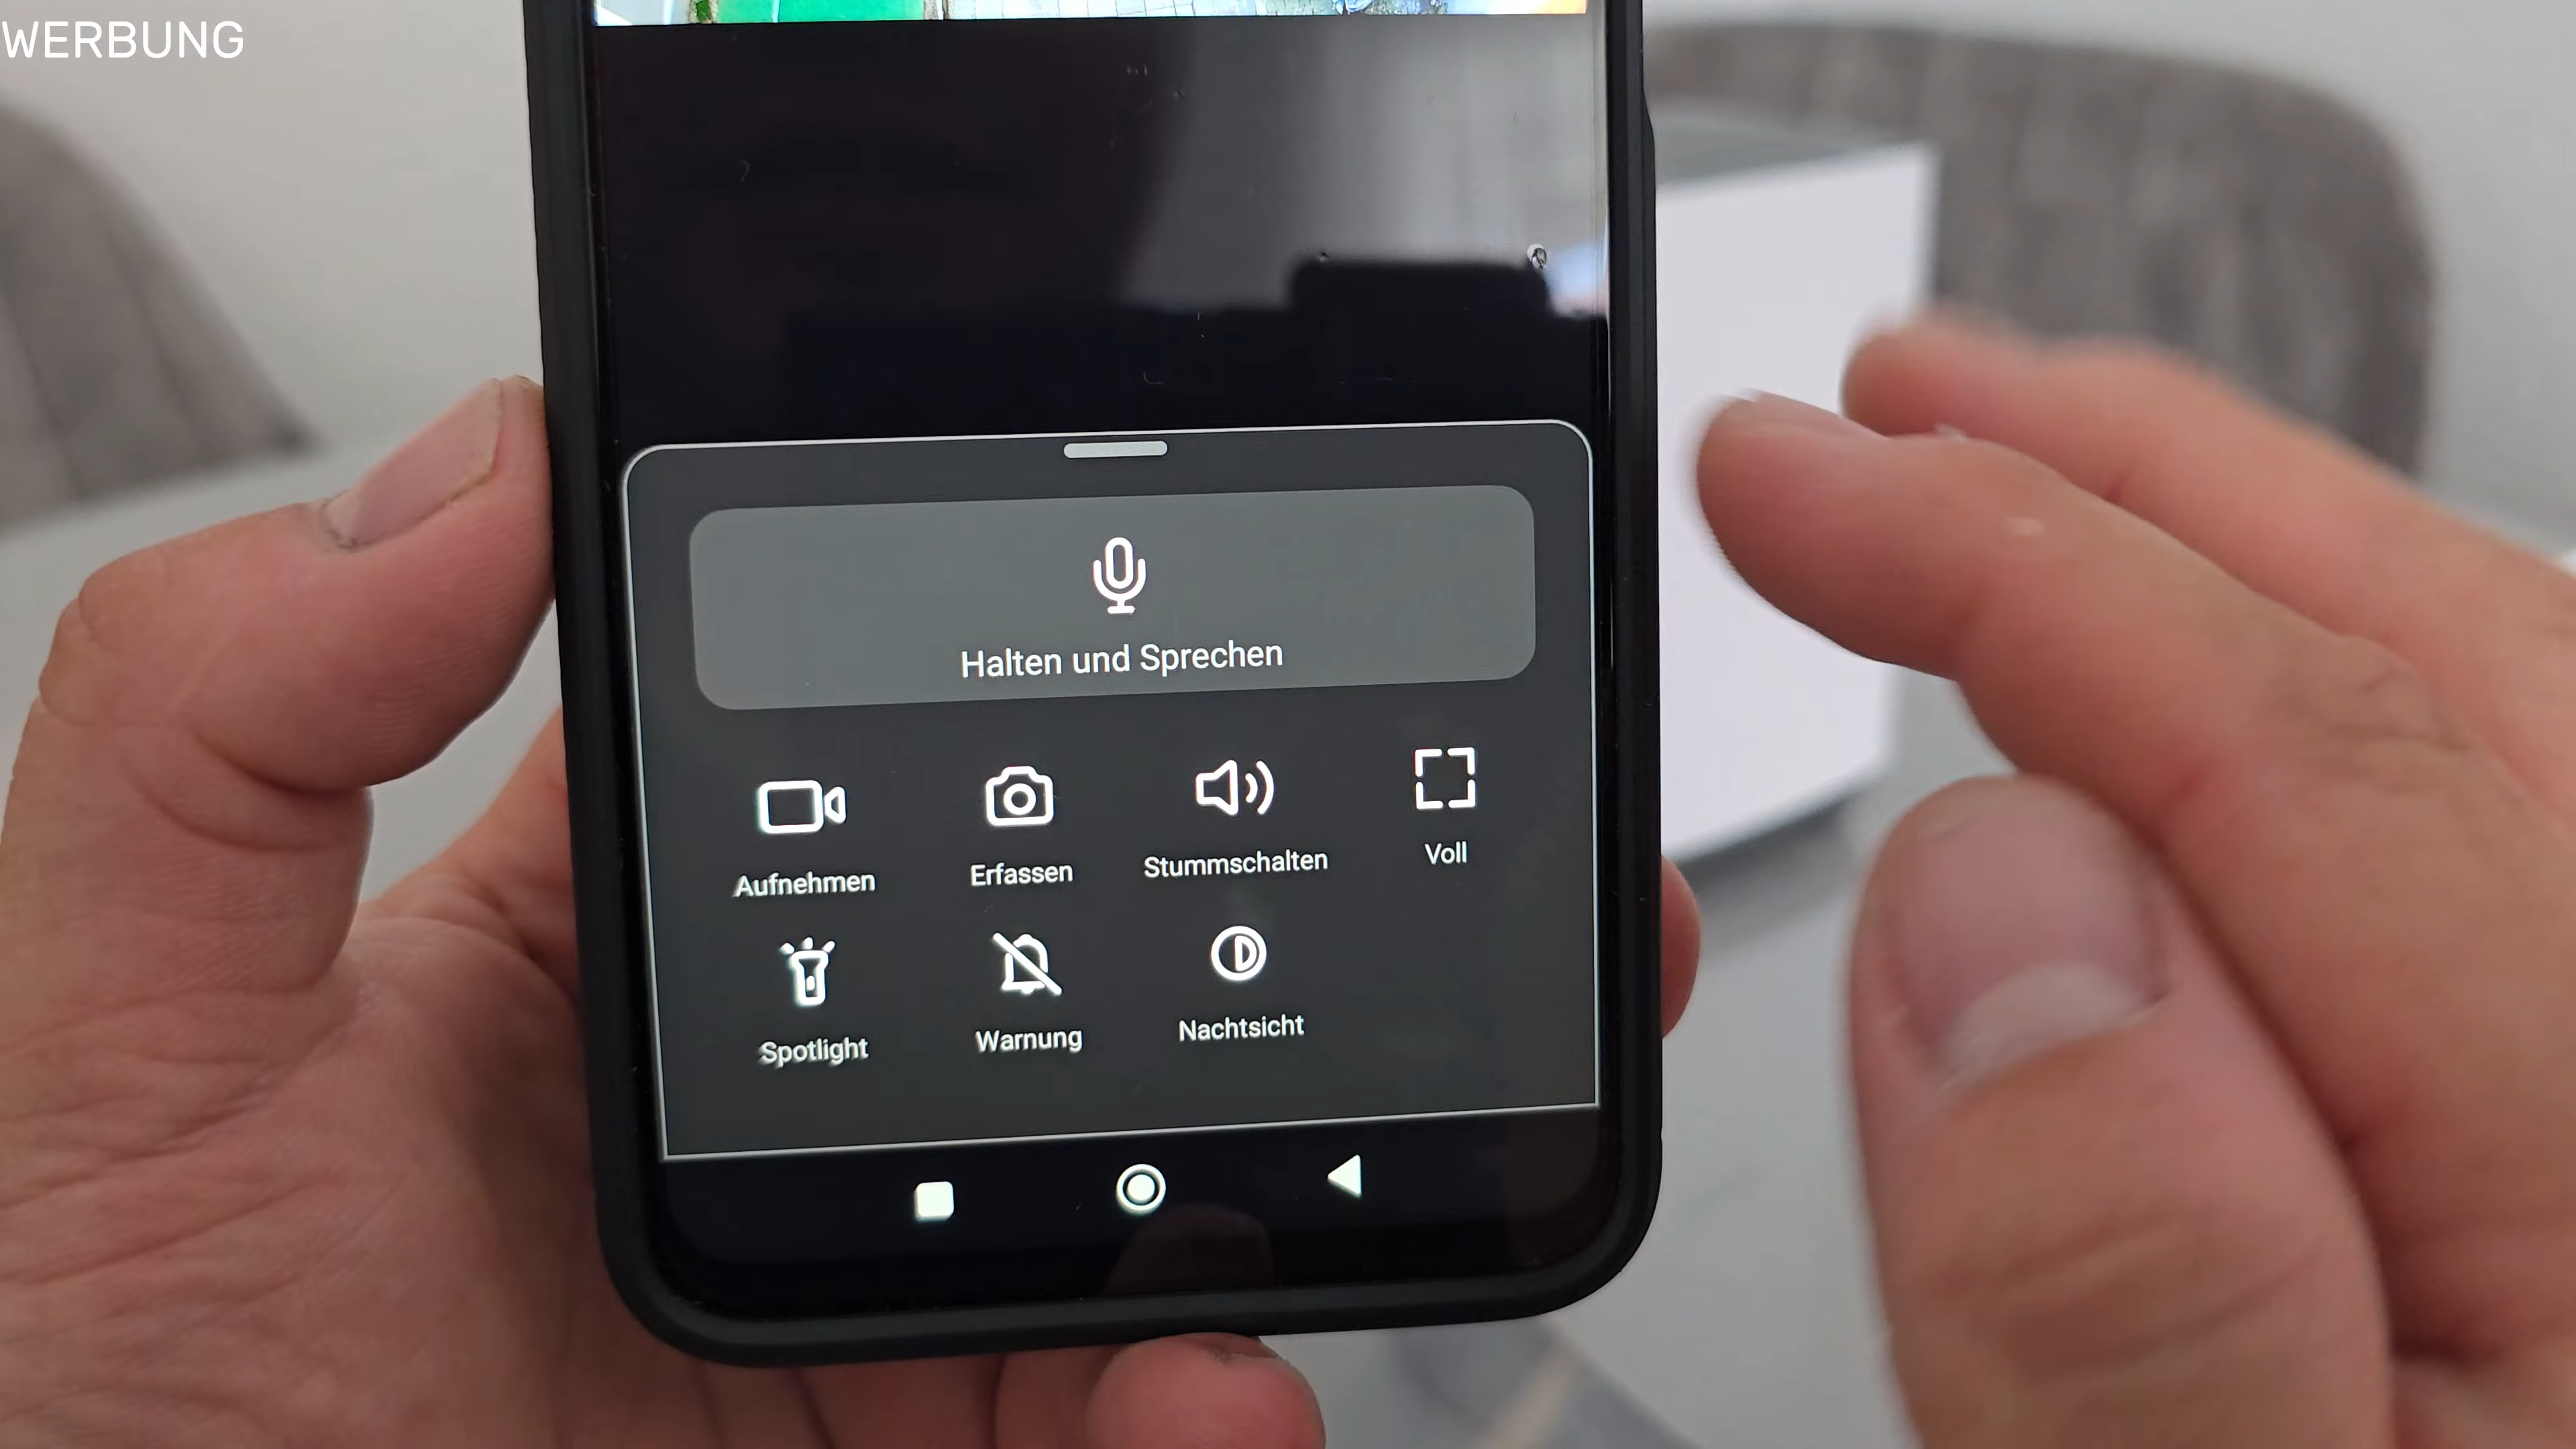 WERBUNG
Halten und Sprechen
Aufnehmen
Erfassen
Stummschalten
Voll
Spotlight
Warnung
Nachtsicht